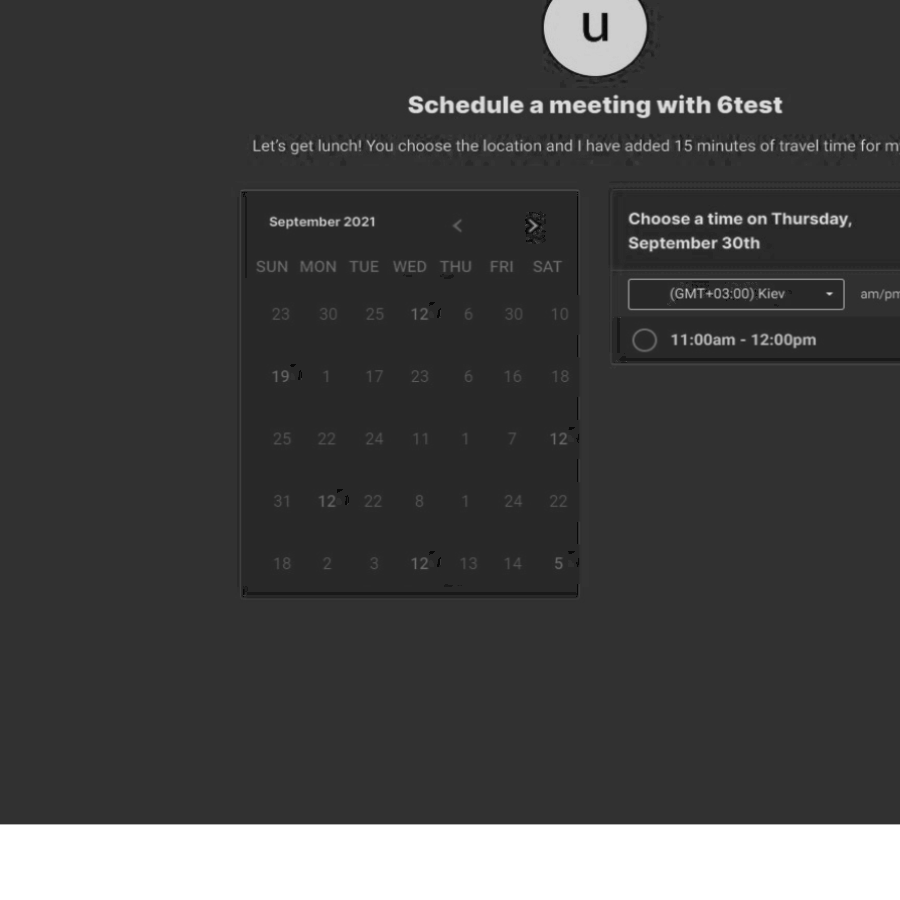 u
Schedule a meeting with 6test
Let's get lunch! You choose the location and I have added 15 minutes of travel time for
September 2021
SUN MON TUE WED THU FRI SAT
23 30 25 12 6 30 10
19 1 17 23 6 16 18
25 22 24 11 1 7 12
31 12 22 8 1 24 22
18 2 3 12 13 14 5
Choose a time on Thursday,
September 30th
(GMT+03:00) Kiev
am/pm
11:00am - 12:00pm